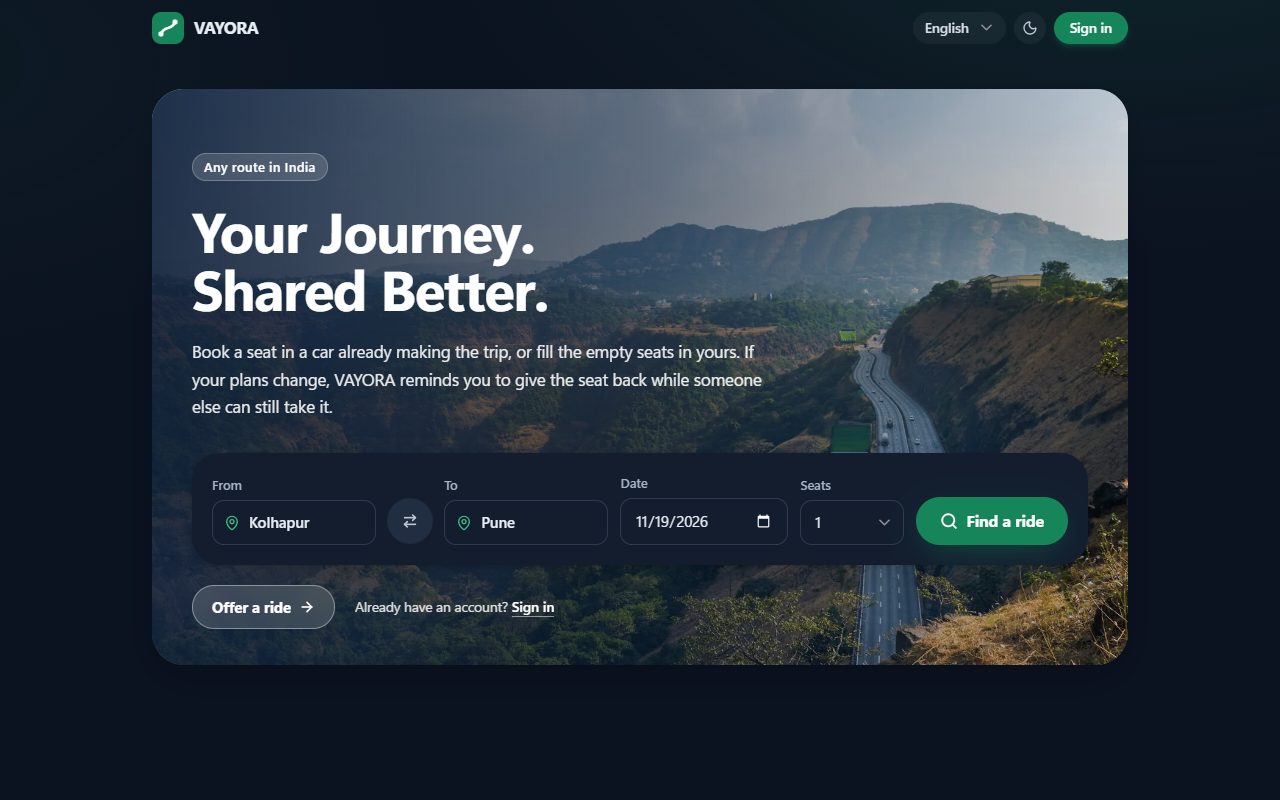 VAYORA
English
Sign in
Any route in India
Your Journey.
Shared Better.
Book a seat in a car already making the trip, or fill the empty seats in yours. If
your plans change, VAYORA reminds you to give the seat back while someone
else can still take it.
From
To
Date
Seats
Kolhapur
Pune
11/19/2026
1
Find a ride
Offer a ride
Already have an account? Sign in